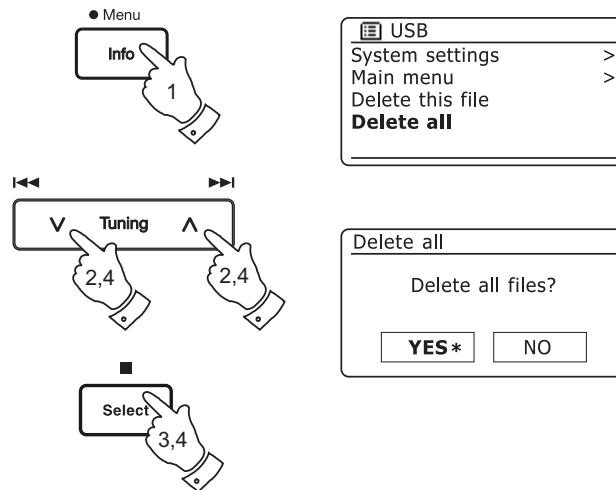 Menu
Info
1
Tuning
2,4
2,4
Select
3,4
USB
System settings >
Main menu >
Delete this file
Delete all
Delete all
Delete all files?
YES* NO